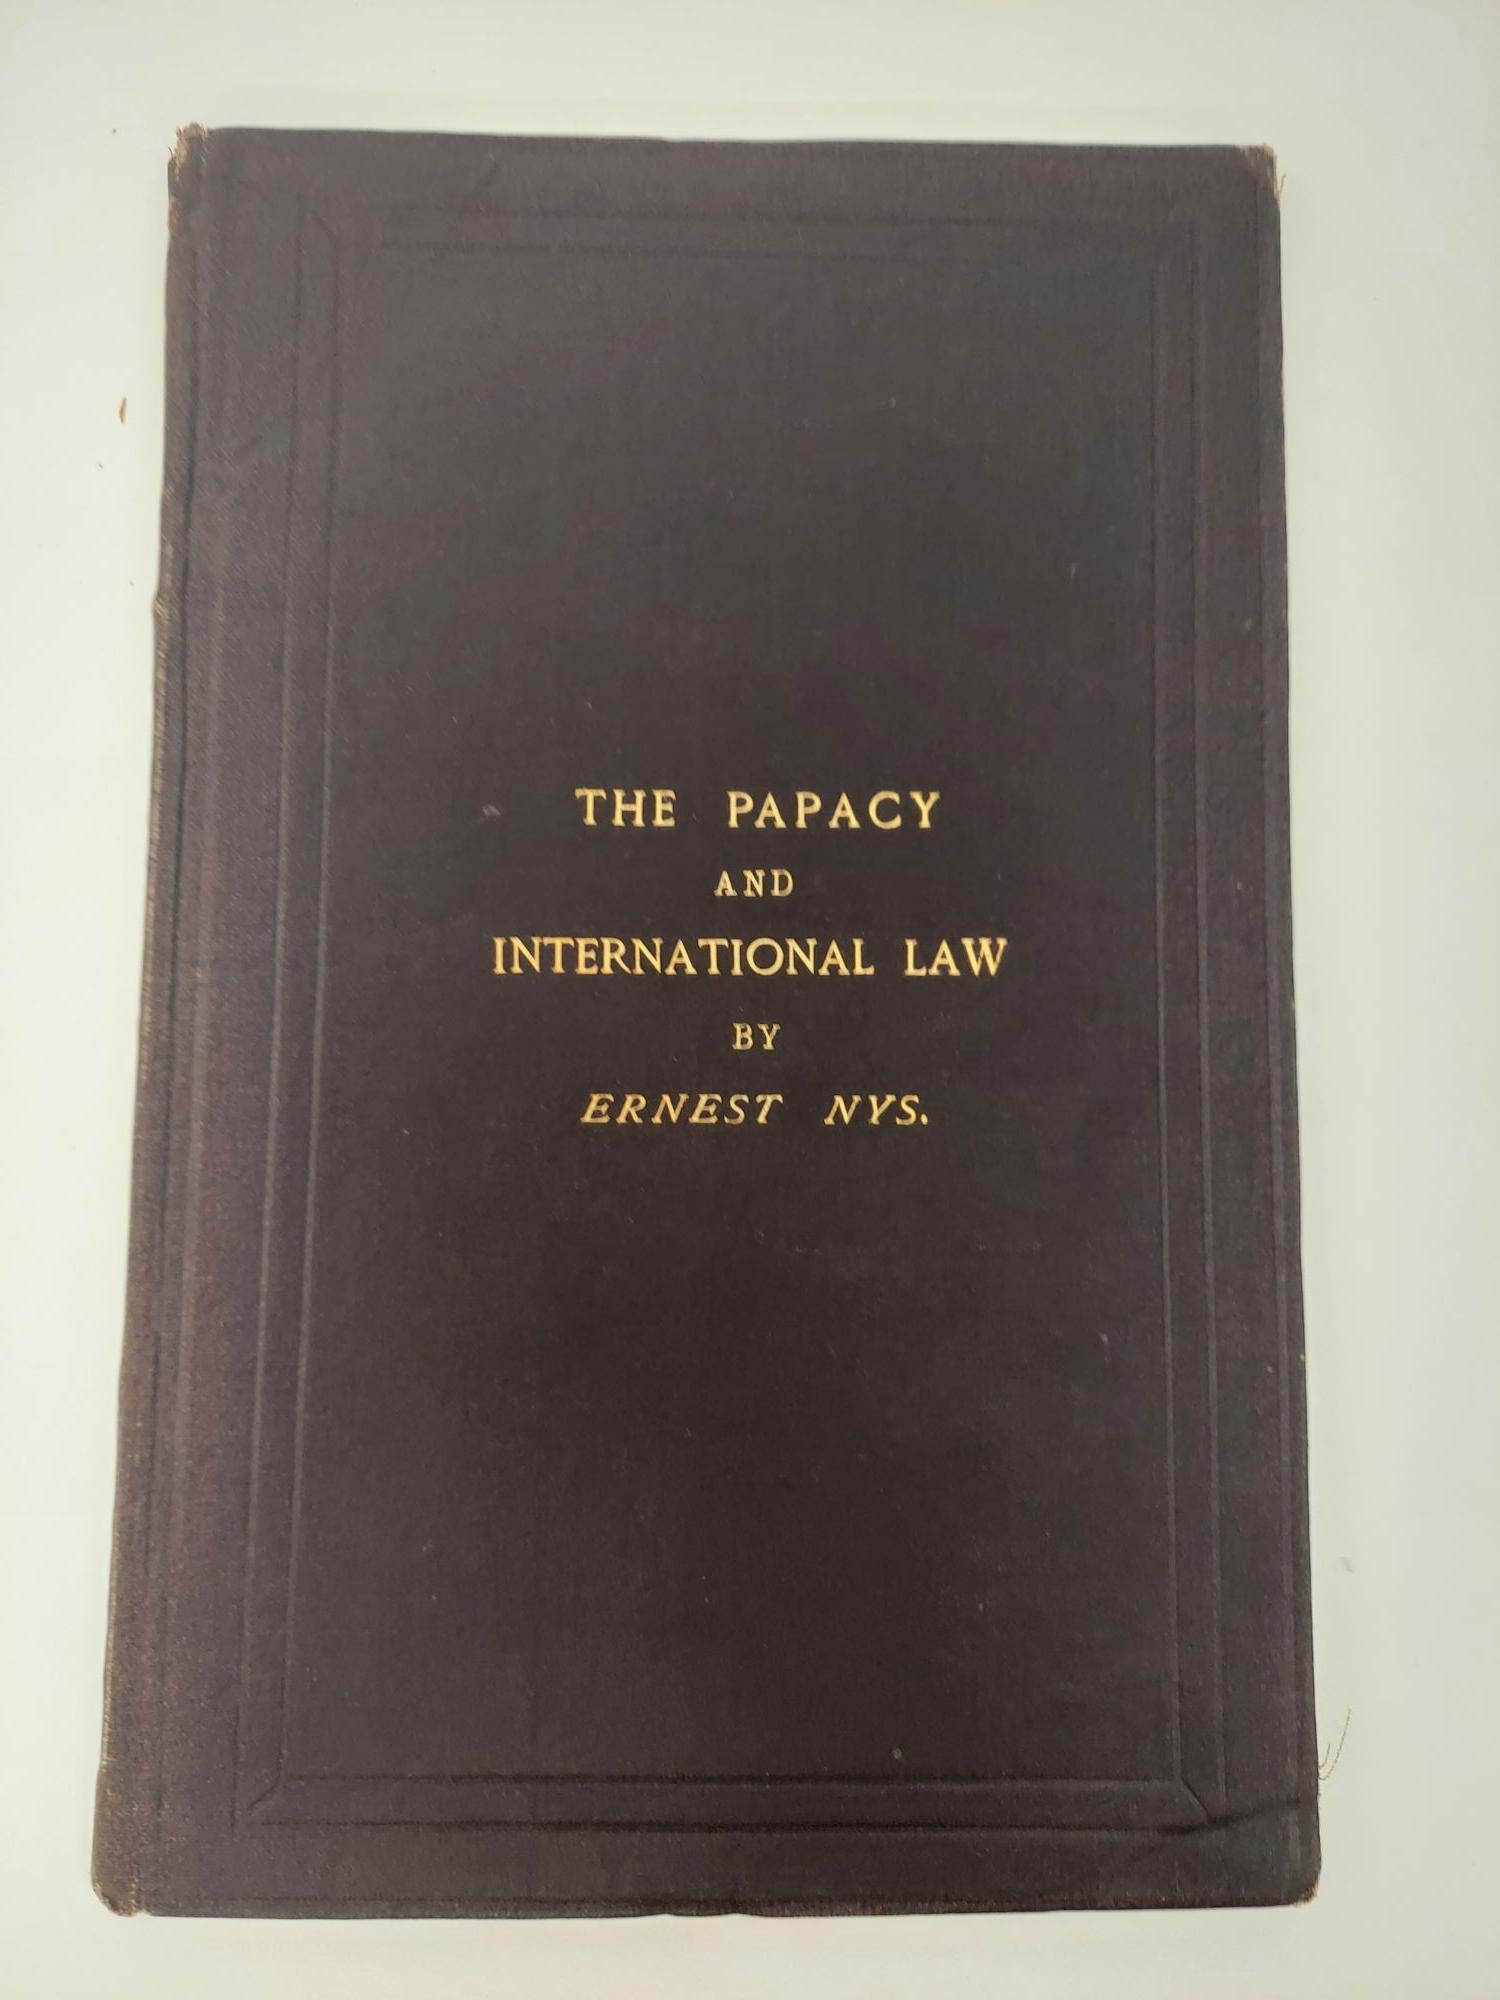 THE PAPACY
AND
INTERNATIONAL LAW
BY
ERNEST NYS.